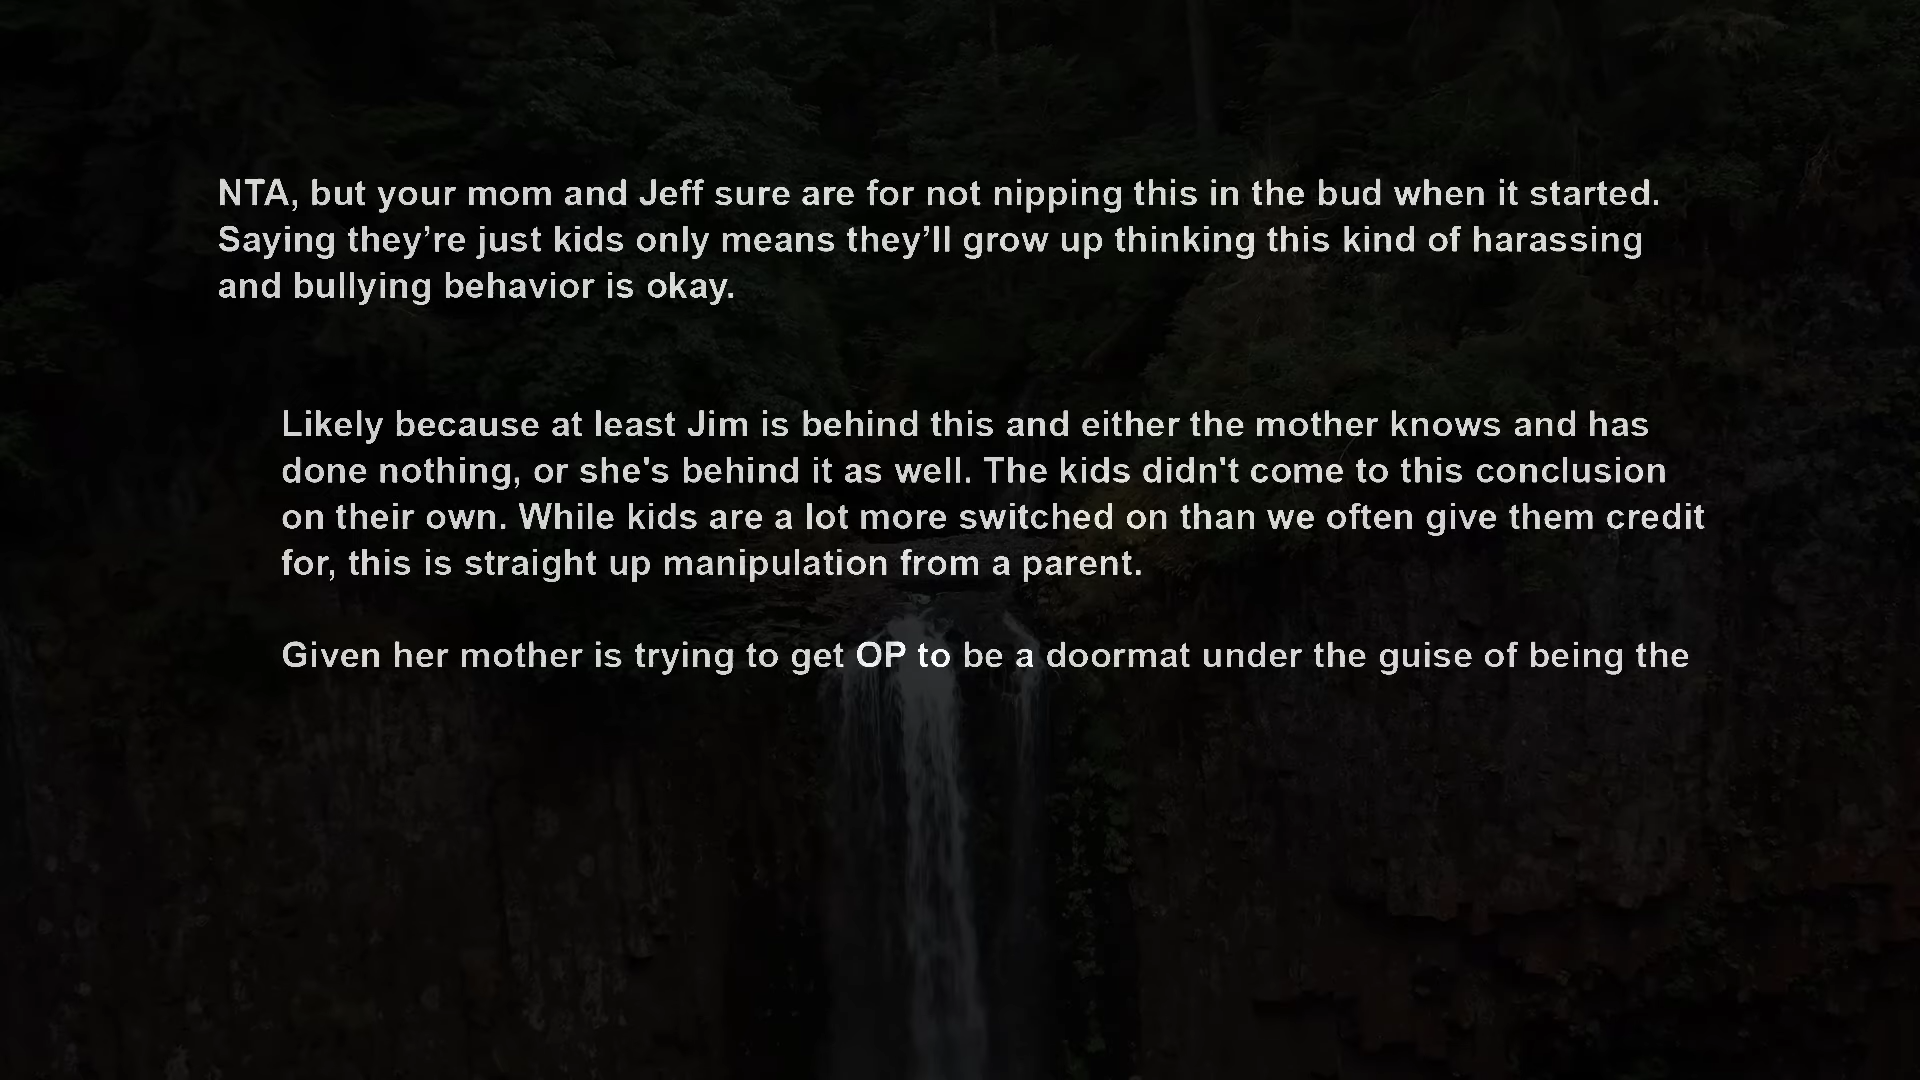 NTA, but your mom and Jeff sure are for not nipping this in the bud when it started.
Saying they’re just kids only means they’ll grow up thinking this kind of harassing
and bullying behavior is okay.
Likely because at least Jim is behind this and either the mother knows and has
done nothing, or she's behind it as well. The kids didn't come to this conclusion
on their own. While kids are a lot more switched on than we often give them credit
for, this is straight up manipulation from a parent.
Given her mother is trying to get OP to be a doormat under the guise of being the